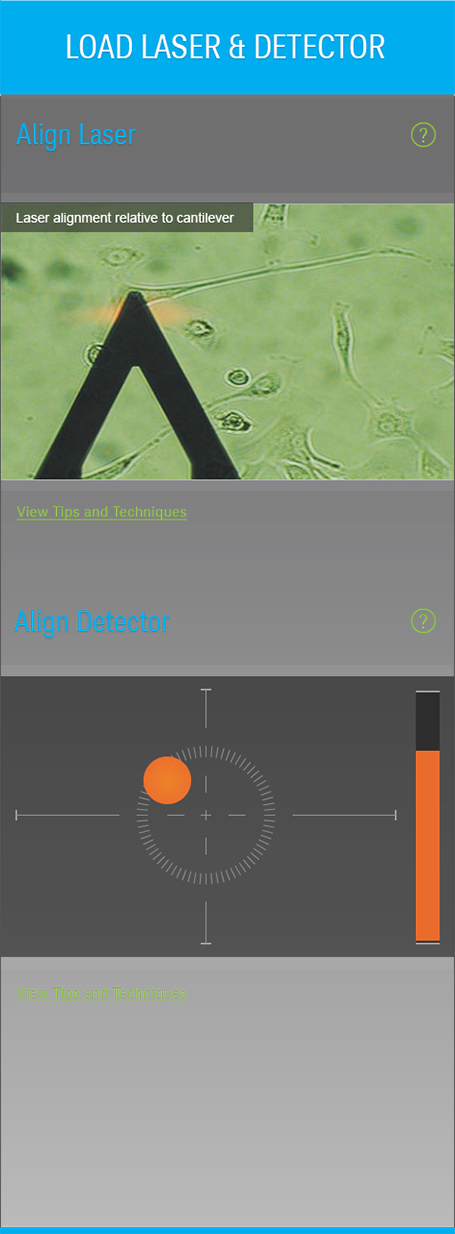 LOAD LASER & DETECTOR
Align Laser
?
Laser alignment relative to cantilever
View Tips and Techniques
Align Detector
?
View Tips and Techniques